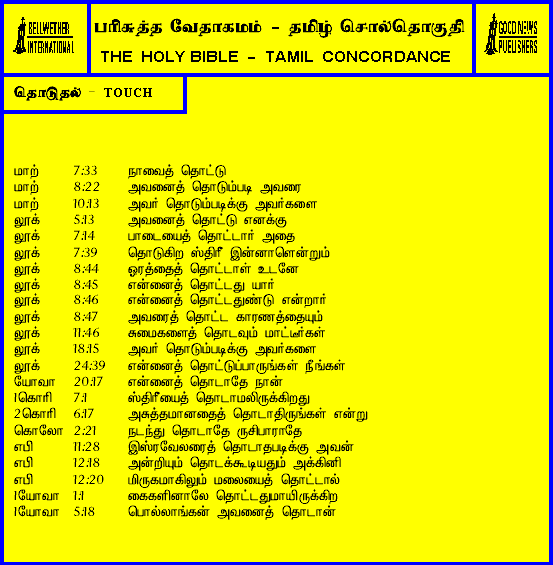 BELLWETHER
INTERNATIONAL
பரிசுத்த வேதாகமம் - தமிழ் சொல்தொகுதி
THE HOLY BIBLE - TAMIL CONCORDANCE
GOOD NEWS
PUBLISHERS
தொடுதல் - TOUCH
மாற் 7:33 நாவைத் தொட்டு
மாற் 8:22 அவனைத் தொடும்படி அவரை
மாற் 10:13 அவர் தொடும்படிக்கு அவர்களை
லூக் 5:13 அவனைத் தொட்டு எனக்கு
லூக் 7:14 பாடையைத் தொட்டார் அதை
லூக் 7:39 தொடுகிற ஸ்திரீ இன்னாளென்றும்
லூக் 8:44 ஓரத்தைத் தொட்டாள் உடனே
லூக் 8:45 என்னைத் தொட்டது யார்
லூக் 8:46 என்னைத் தொட்டதுண்டு என்றார்
லூக் 8:47 அவரைத் தொட்ட காரணத்தையும்
லூக் 11:46 சுமைகளைத் தொடவும் மாட்டீர்கள்
லூக் 18:15 அவர் தொடும்படிக்கு அவர்களை
லூக் 24:39 என்னைத் தொட்டுப்பாருங்கள் நீங்கள்
யோவா 20:17 என்னைத் தொடாதே நான்
1கொரி 7:1 ஸ்திரீயைத் தொடாமலிருக்கிறது
2கொரி 6:17 அசுத்தமானதைத் தொடாதிருங்கள் என்று
கொலோ 2:21 நடந்து தொடாதே ருசிபாராதே
எபி 11:28 இஸ்ரவேலரைத் தொடாதபடிக்கு அவன்
எபி 12:18 அன்றியும் தொடக்கூடியதும் அக்கினி
எபி 12:20 மிருகமாகிலும் மலையைத் தொட்டால்
1யோவா 1:1 கைகளினாலே தொட்டதுமாயிருக்கிற
1யோவா 5:18 பொல்லாங்கன் அவனைத் தொடான்